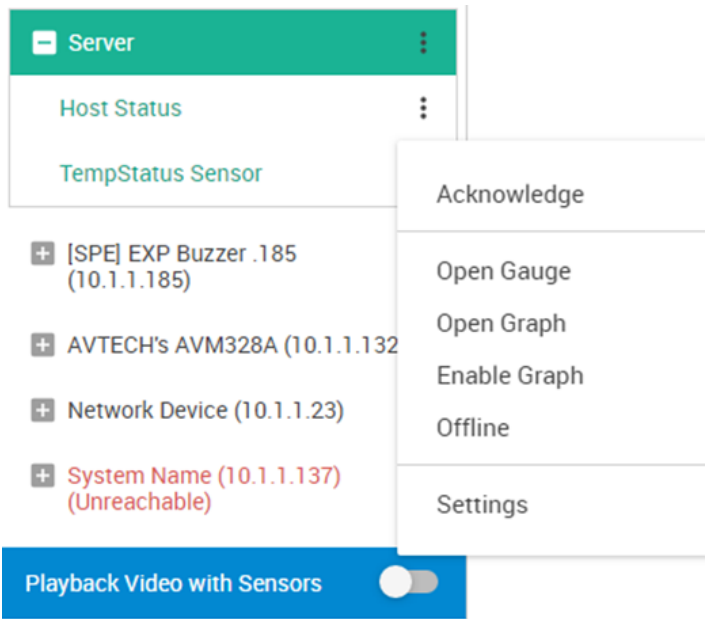 Server
Host Status
TempStatus Sensor
[SPE] EXP Buzzer .185
(10.1.1.185)
AVTECH's AVM328A (10.1.1.132
Network Device (10.1.1.23)
System Name (10.1.1.137)
(Unreachable)
Playback Video with Sensors
Acknowledge
Open Gauge
Open Graph
Enable Graph
Offline
Settings